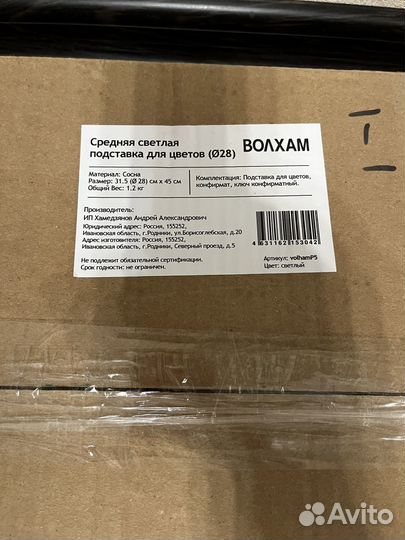 Средняя светлая
подставка для цветов (Ø28)
ВОЛХАМ
Материал: Сосна
Размер: 31.5 (Ø 28) см х 45 см
Общий Вес: 1.2 кг
Комплектация: Подставка для цветов,
конфирмат, ключ конфирматный.
Производитель:
ИП Хамедзянов Андрей Александрович
Юридический адрес: Россия, 155252,
Ивановская область, г.Родники, ул.Борисоглебская, д.20
Адрес изготовителя: Россия, 155252,
Ивановская область, г.Родники, Северный проезд, д.5
Не подлежит обязательной сертификации.
Срок годности: не ограничен.
4631162153042
Артикул: volhamP5
Цвет: светлый
Avito